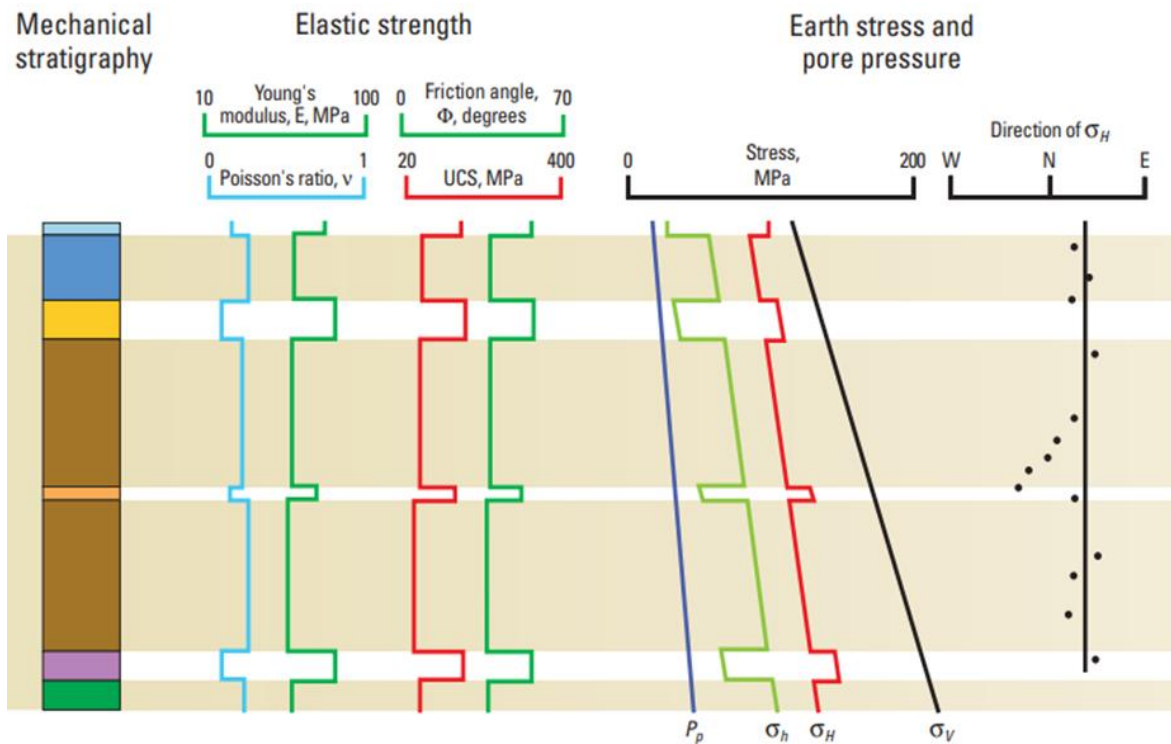 Mechanical
stratigraphy
Elastic strength
Earth stress and
pore pressure
10 Young's 100
modulus, E, MPa
0 Friction angle, 70
Φ, degrees
0 1
Poisson's ratio, ν
20 400
UCS, MPa
0 Stress, 200
MPa
Direction of σH
W N E
Pp σh σH σV